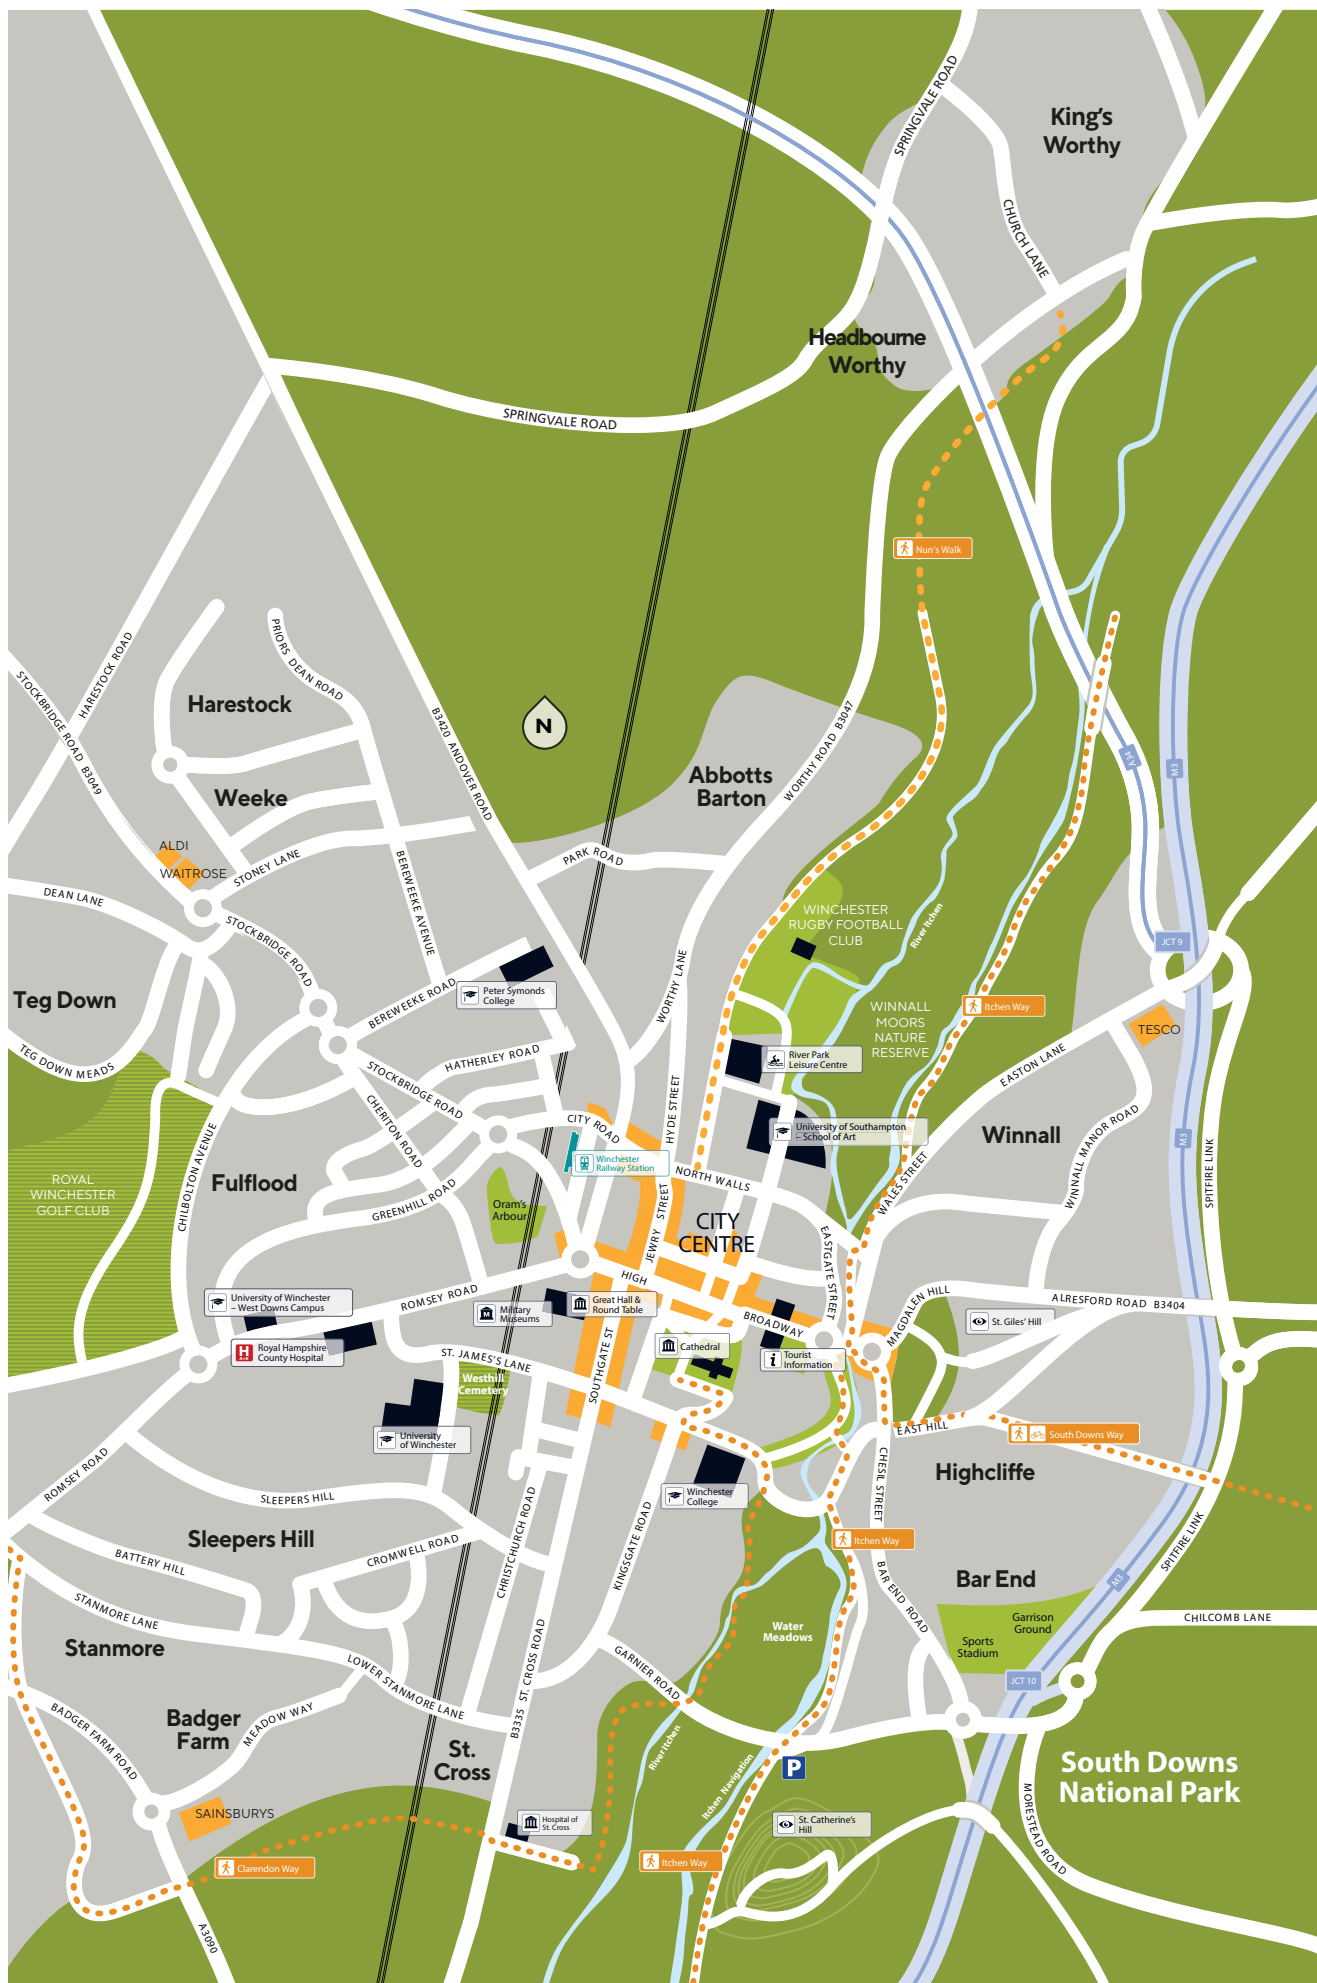 King's
Worthy
SPRINGVALE ROAD
CHURCH LANE
Headbourne
Worthy
SPRINGVALE ROAD
Nun's Walk
HARESTOCK ROAD
PRIORS DEAN ROAD
STOCKBRIDGE ROAD B3049
Harestock
B3420 ANDOVER ROAD
N
WORTHY ROAD B3047
A34
M3
Abbotts
Barton
Weeke
ALDI
WAITROSE
STONEY LANE
PARK ROAD
BEREWEEKE AVENUE
DEAN LANE
STOCKBRIDGE ROAD
WINCHESTER
RUGBY FOOTBALL
CLUB
River Itchen
JCT 9
Teg Down
BEREWEEKE ROAD
Peter Symonds
College
WORTHY LANE
Itchen Way
WINNALL
MOORS
NATURE
RESERVE
TESCO
TEG DOWN MEADS
HATHERLEY ROAD
STOCKBRIDGE ROAD
River Park
Leisure Centre
EASTON LANE
CHERITON ROAD
CITY ROAD
HYDE STREET
University of Southampton
– School of Art
Winnall
WINNALL MANOR ROAD
M3
SPITFIRE LINK
CHILBOLTON AVENUE
Winchester
Railway Station
NORTH WALLS
WALES STREET
ROYAL
WINCHESTER
GOLF CLUB
Fulflood
GREENHILL ROAD
Oram's
Arbour
JEWRY STREET
CITY
CENTRE
EASTGATE STREET
HIGH
University of Winchester
– West Downs Campus
ROMSEY ROAD
Military
Museums
Great Hall &
Round Table
BROADWAY
MAGDALEN HILL
ALRESFORD ROAD B3404
St. Giles' Hill
Royal Hampshire
County Hospital
H
A&E
ST. JAMES'S LANE
SOUTHGATE ST
Cathedral
Tourist
Information
Westhill
Cemetery
University
of Winchester
EAST HILL
South Downs Way
CHESIL STREET
Highcliffe
ROMSEY ROAD
SLEEPERS HILL
Winchester
College
Sleepers Hill
CROMWELL ROAD
CHRISTCHURCH ROAD
KINGSGATE ROAD
Itchen Way
SPITFIRE LINK
BATTERY HILL
BAR END ROAD
Bar End
M3
STANMORE LANE
Water
Meadows
Garrison
Ground
Sports
Stadium
CHILCOMB LANE
Stanmore
LOWER STANMORE LANE
B3335 ST. CROSS ROAD
GARNIER ROAD
JCT 10
BADGER FARM ROAD
Badger
Farm
MEADOW WAY
St.
Cross
River Itchen
Itchen Navigation
P
South Downs
National Park
MORESTEAD ROAD
SAINSBURYS
Hospital of
St. Cross
St. Catherine's
Hill
Clarendon Way
Itchen Way
A3090